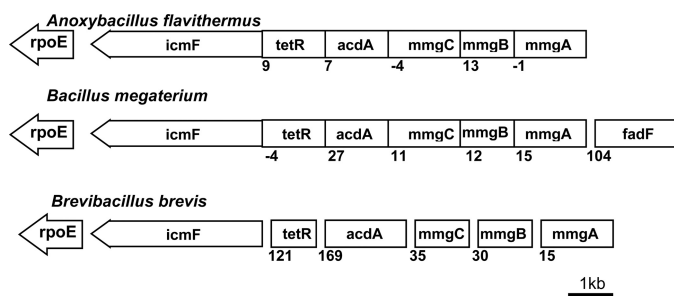 Anoxybacillus flavithermus
rpoE icmF tetR acdA mmgC mmgB mmgA
9 7 -4 13 -1
Bacillus megaterium
rpoE icmF tetR acdA mmgC mmgB mmgA fadF
-4 27 11 12 15 104
Brevibacillus brevis
rpoE icmF tetR acdA mmgC mmgB mmgA
121 169 35 30 15
1kb